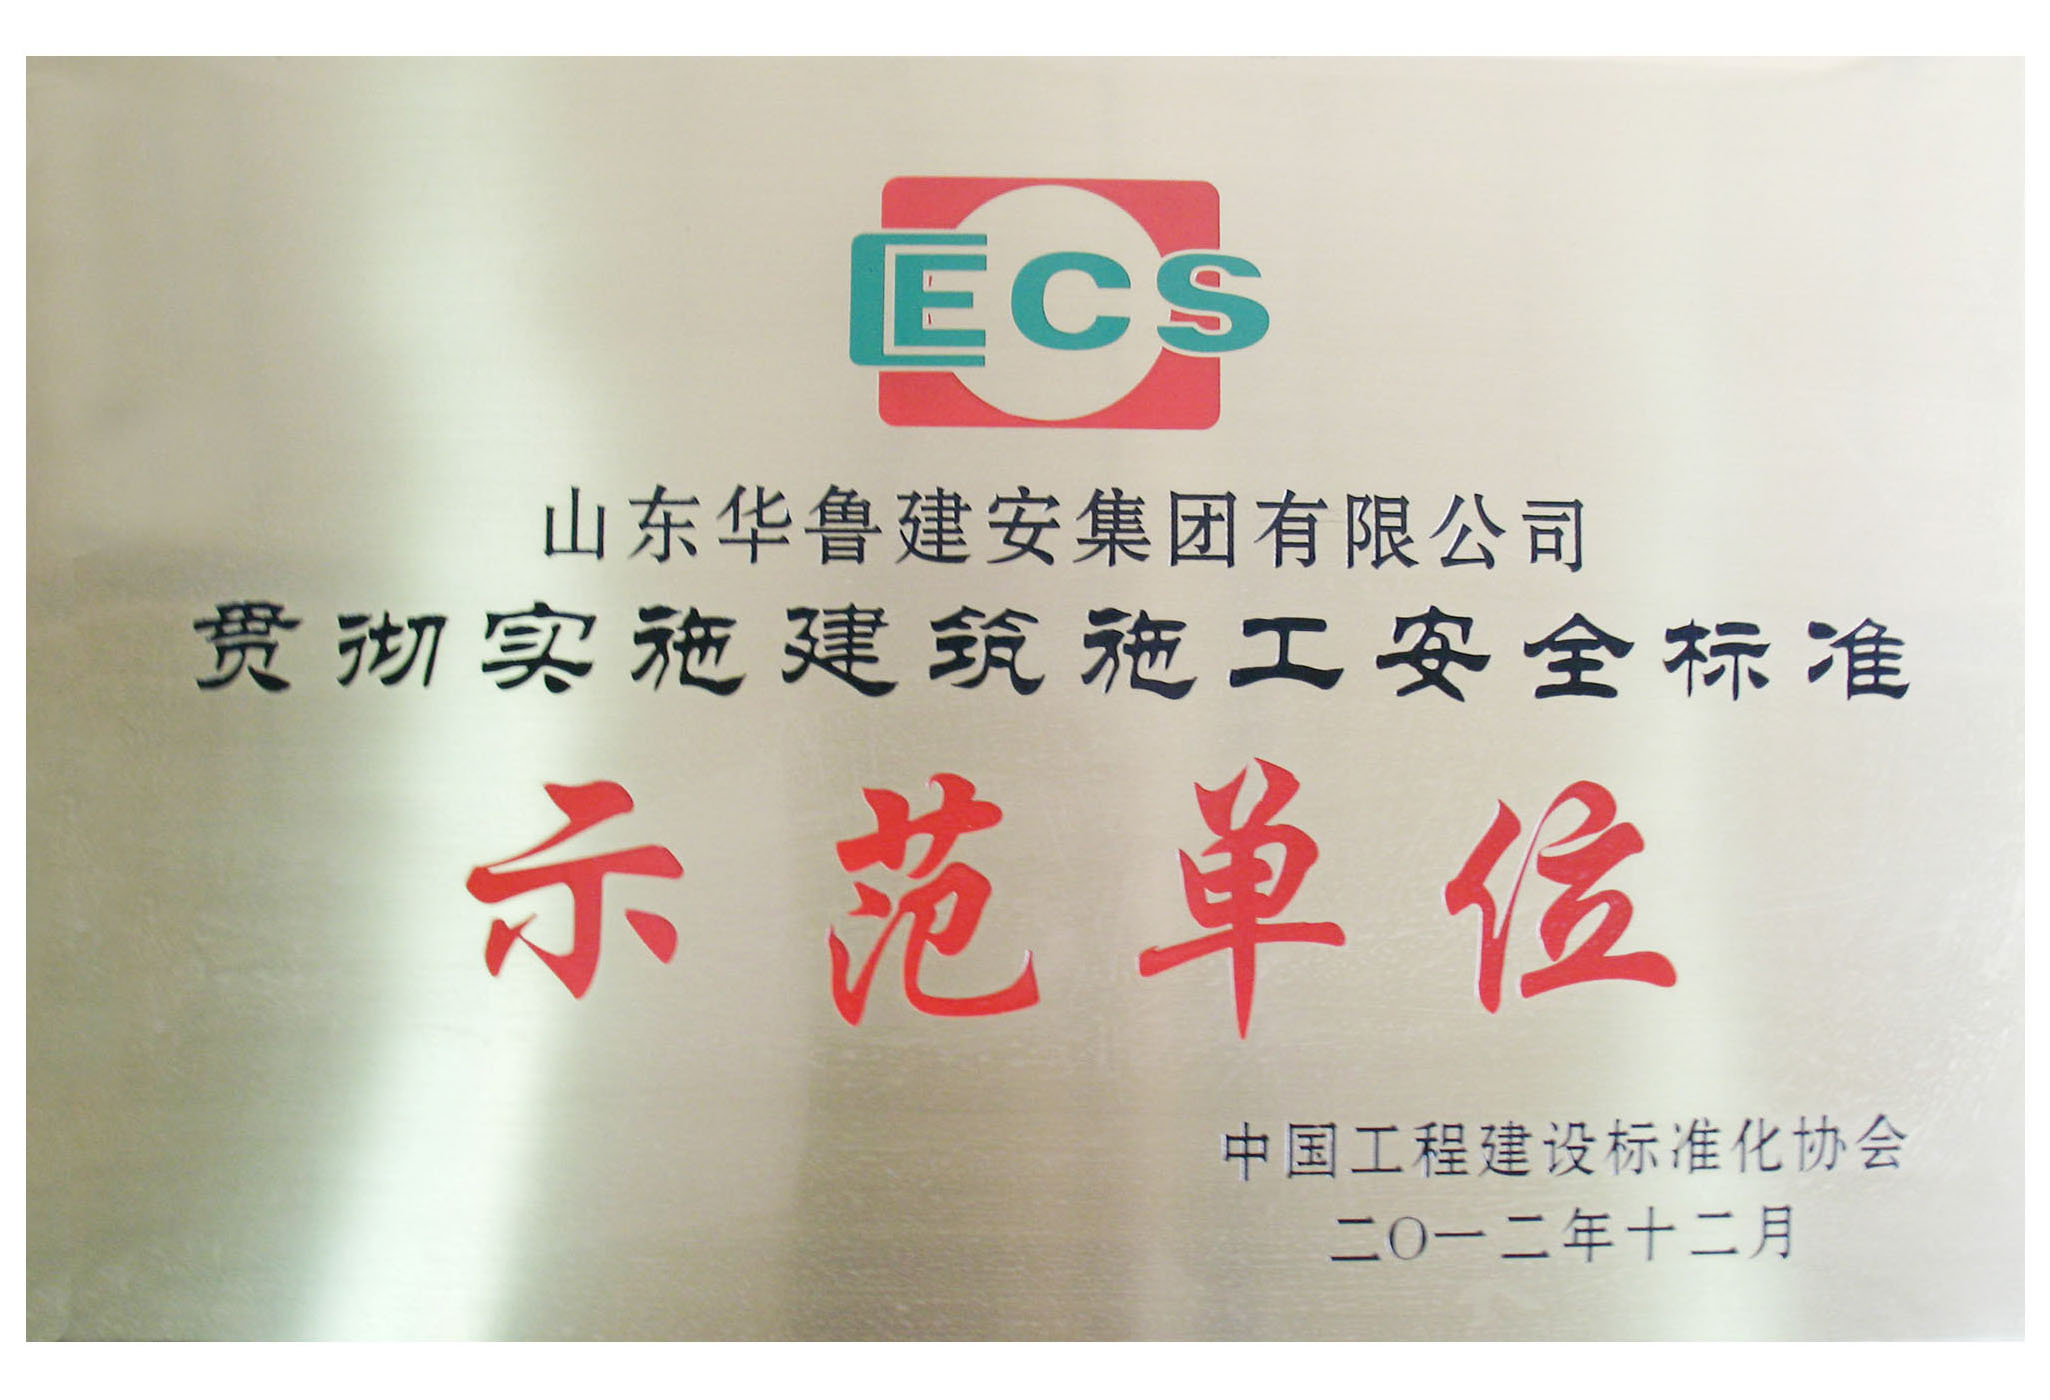 CECS
山东华鲁建安集团有限公司
贯彻实施建筑施工安全标准
示范单位
中国工程建设标准化协会
二〇一二年十二月